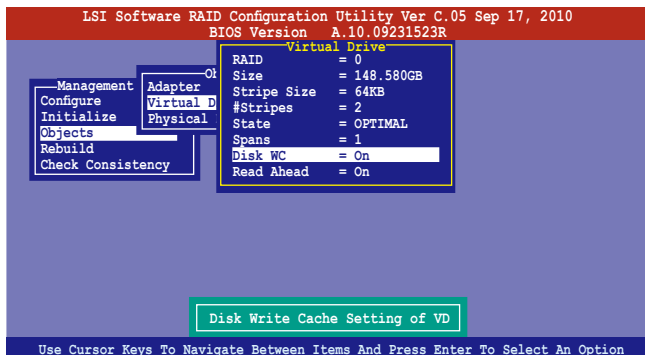 LSI Software RAID Configuration Utility Ver C.05 Sep 17, 2010
BIOS Version A.10.09231523R
Management
Configure
Initialize
Objects
Rebuild
Check Consistency
Ob
Adapter
Virtual D
Physical
Virtual Drive
RAID = 0
Size = 148.580GB
Stripe Size = 64KB
#Stripes = 2
State = OPTIMAL
Spans = 1
Disk WC = On
Read Ahead = On
Disk Write Cache Setting of VD
Use Cursor Keys To Navigate Between Items And Press Enter To Select An Option